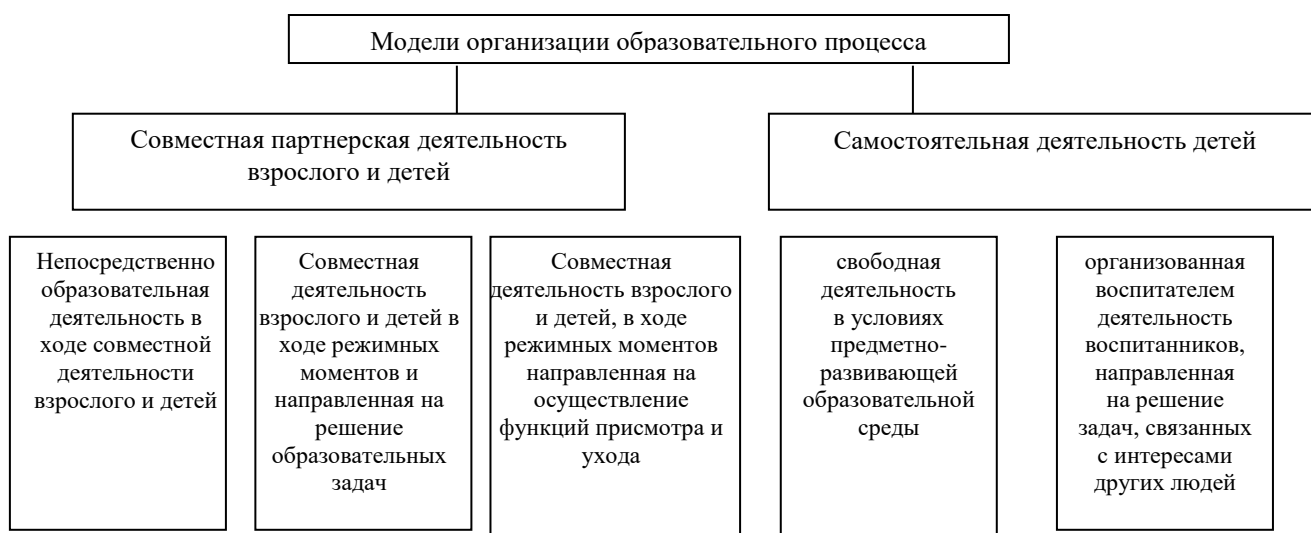 Модели организации образовательного процесса
Совместная партнерская деятельность
взрослого и детей
Самостоятельная деятельность детей
Непосредственно
образовательная
деятельность в
ходе совместной
деятельности
взрослого и детей
Совместная
деятельность
взрослого и детей в
ходе режимных
моментов и
направленная на
решение
образовательных
задач
Совместная
деятельность взрослого
и детей, в ходе
режимных моментов
направленная на
осуществление
функций присмотра и
ухода
свободная
деятельность
в условиях
предметно-
развивающей
образовательной
среды
организованная
воспитателем
деятельность
воспитанников,
направленная
на решение
задач, связанных
с интересами
других людей